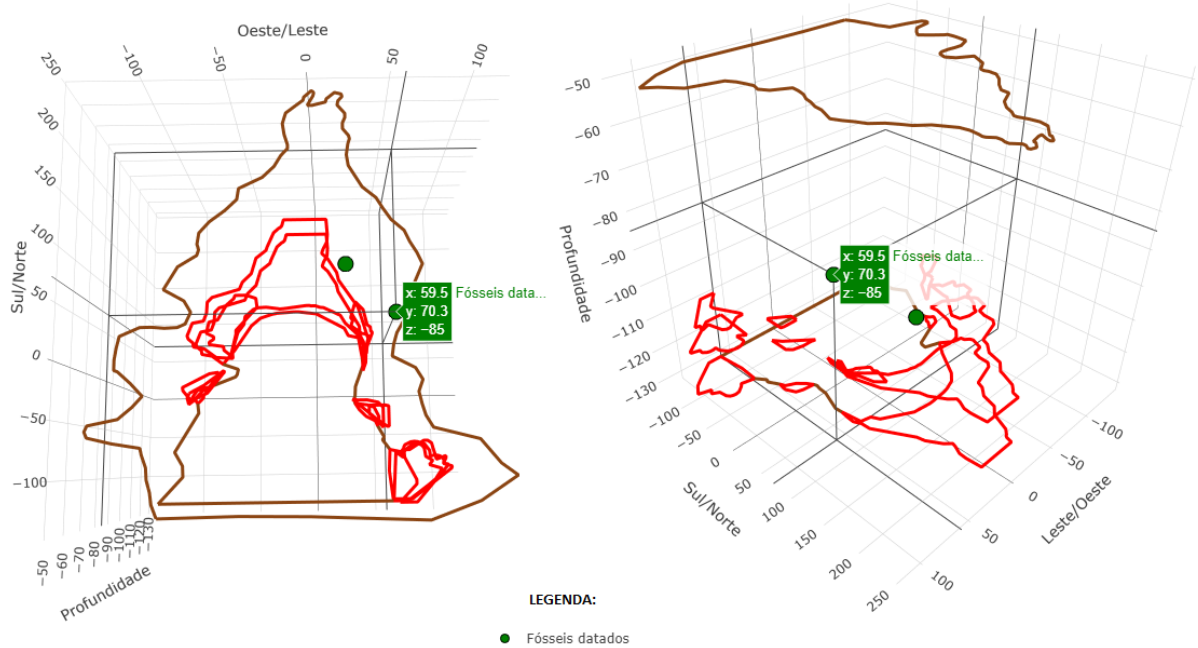 Oeste/Leste
−100
−50
0
50
100
250
200
150
100
50
0
−50
−100
Sul/Norte
x: 59.5
y: 70.3
z: −85
Fósseis data...
−50
−60
−70
−80
−90
−100
−110
−120
−130
Profundidade
−50
−60
−70
−80
−90
−100
−110
−120
−130
Profundidade
x: 59.5
y: 70.3
z: −85
Fósseis data...
−100
−50
0
50
100
150
200
250
Sul/Norte
−100
−50
0
50
100
Leste/Oeste
LEGENDA:
Fósseis datados